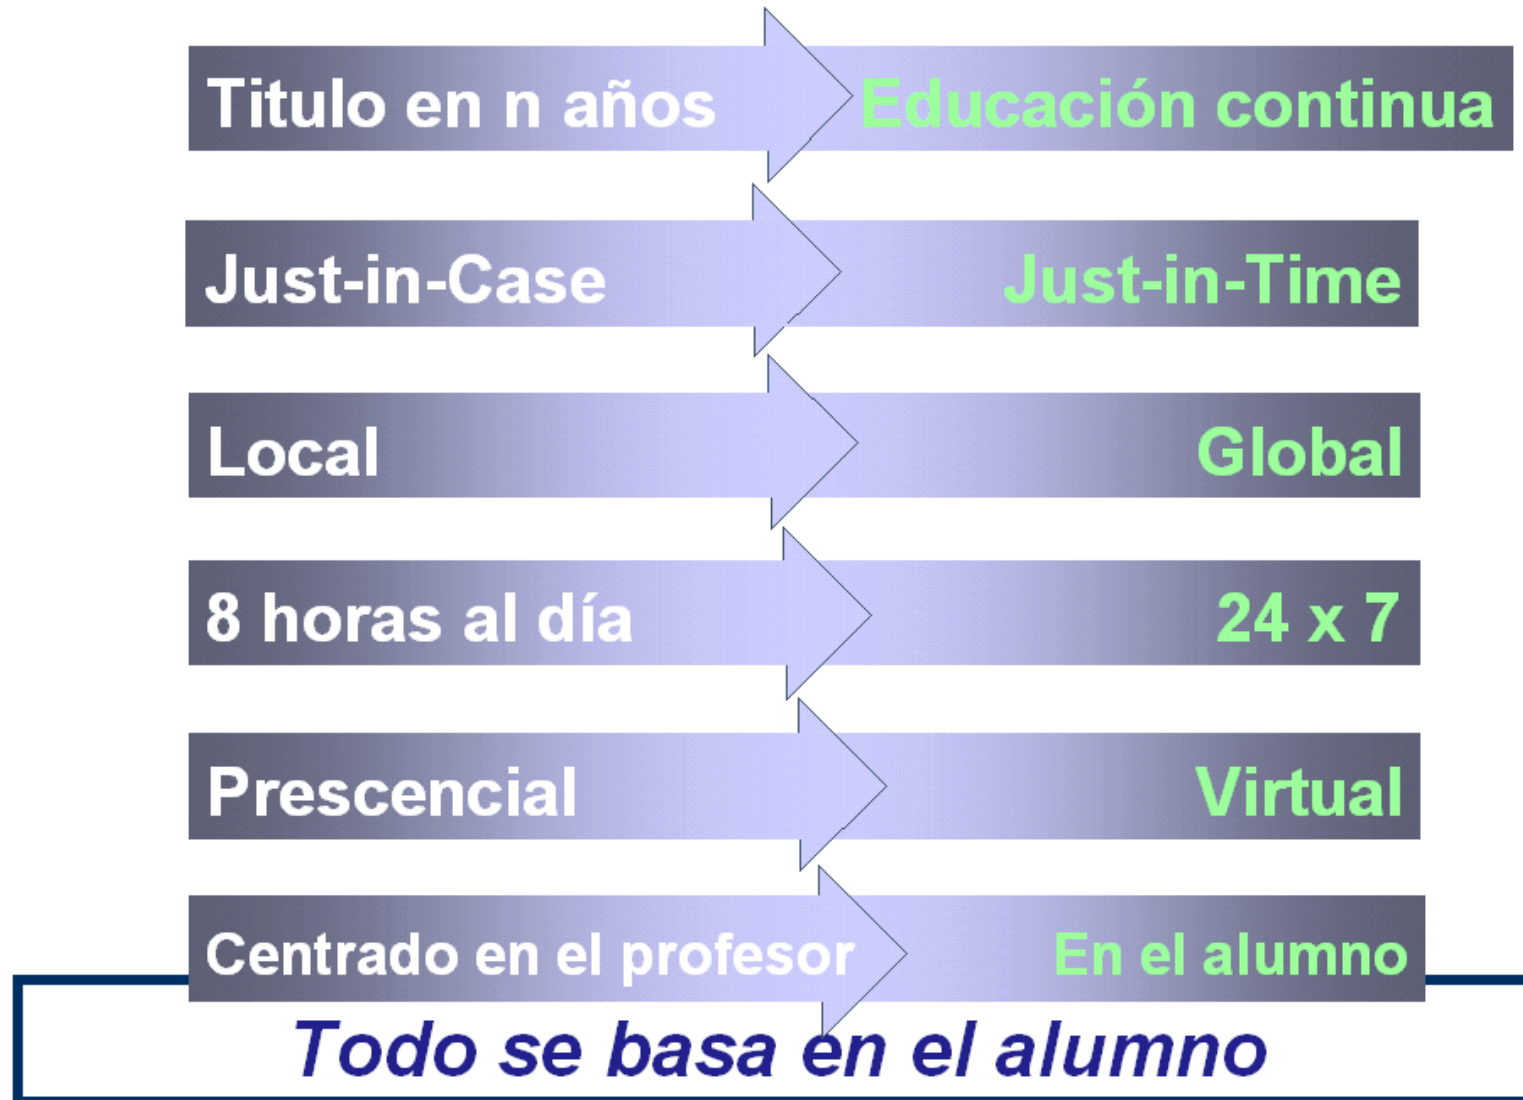 Titulo en n años Educación continua
Just-in-Case Just-in-Time
Local Global
8 horas al día 24 x 7
Prescencial Virtual
Centrado en el profesor En el alumno
Todo se basa en el alumno